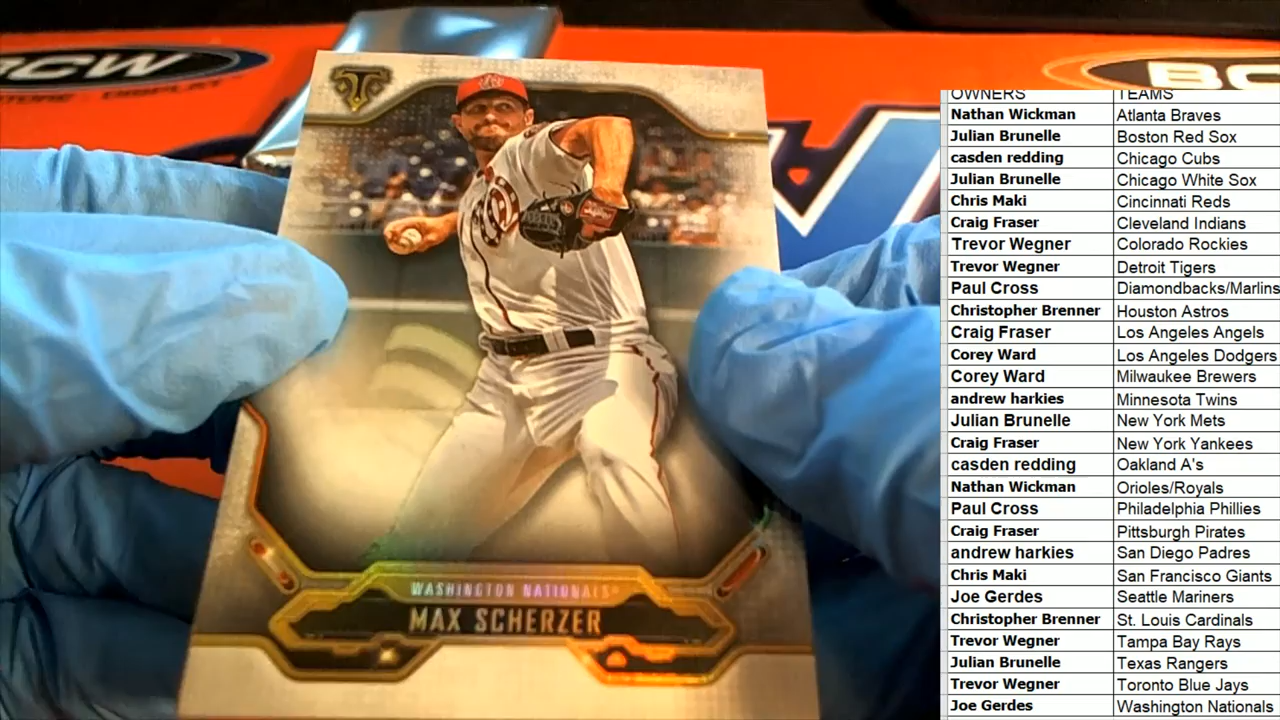 BCW
BC
OWNERS TEAMS
Nathan Wickman Atlanta Braves
Julian Brunelle Boston Red Sox
casden redding Chicago Cubs
Julian Brunelle Chicago White Sox
Chris Maki Cincinnati Reds
Craig Fraser Cleveland Indians
Trevor Wegner Colorado Rockies
Trevor Wegner Detroit Tigers
Paul Cross Diamondbacks/Marlins
Christopher Brenner Houston Astros
Craig Fraser Los Angeles Angels
Corey Ward Los Angeles Dodgers
Corey Ward Milwaukee Brewers
andrew harkies Minnesota Twins
Julian Brunelle New York Mets
Craig Fraser New York Yankees
casden redding Oakland A's
Nathan Wickman Orioles/Royals
Paul Cross Philadelphia Phillies
Craig Fraser Pittsburgh Pirates
andrew harkies San Diego Padres
Chris Maki San Francisco Giants
Joe Gerdes Seattle Mariners
Christopher Brenner St. Louis Cardinals
Trevor Wegner Tampa Bay Rays
Julian Brunelle Texas Rangers
Trevor Wegner Toronto Blue Jays
Joe Gerdes Washington Nationals
WASHINGTON NATIONALS
MAX SCHERZER